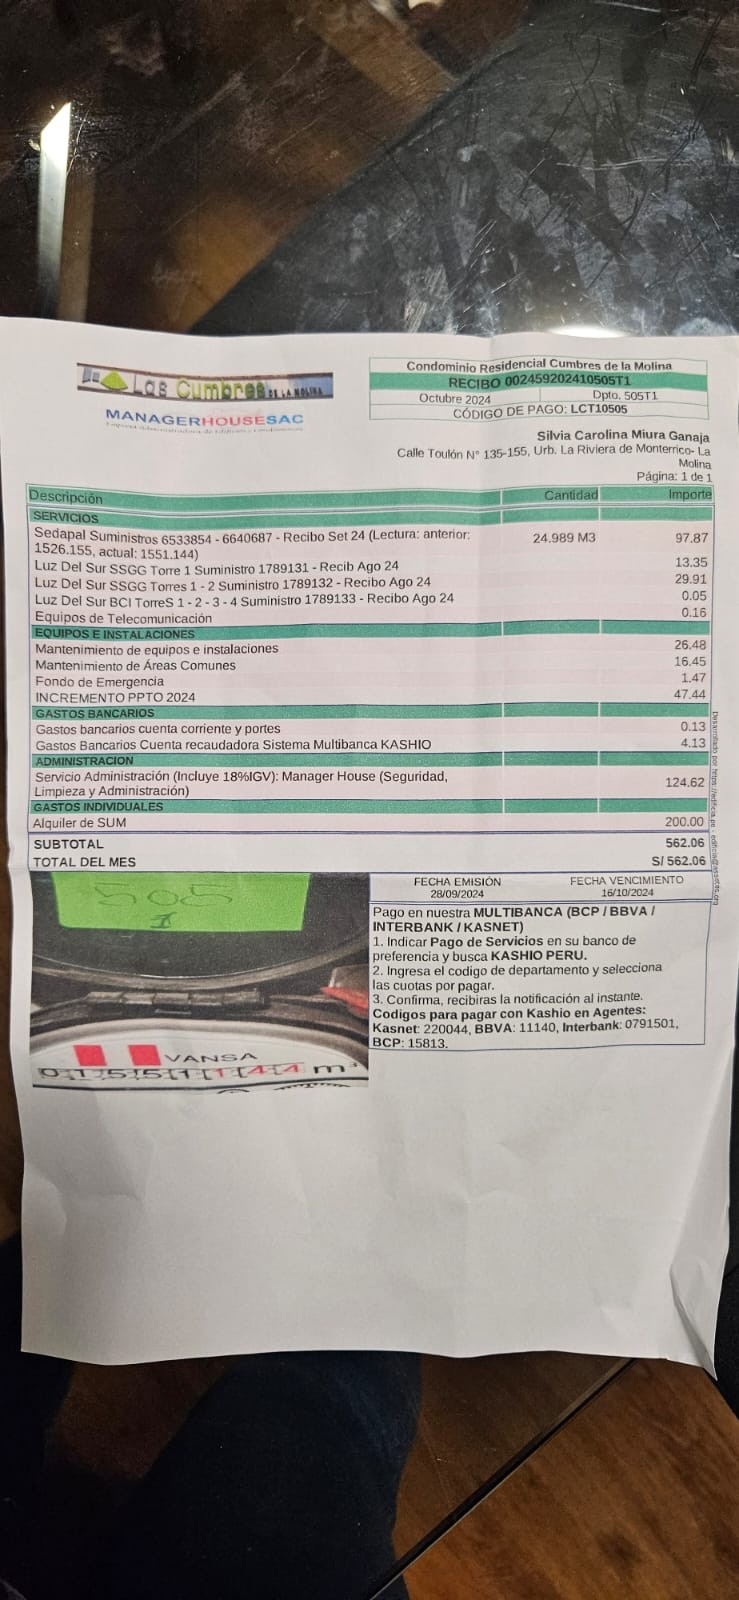 Las Cumbres DE LA MOLINA
MANAGERHOUSESAC
Condominio Residencial Cumbres de la Molina
RECIBO 002459202410505T1
Octubre 2024 Dpto. 505T1
CÓDIGO DE PAGO: LCT10505
Silvia Carolina Miura Ganaja
Calle Toulón N° 135-155, Urb. La Riviera de Monterrico- La
Molina
Página: 1 de 1
Descripción Cantidad Importe
SERVICIOS
Sedapal Suministros 6533854 - 6640687 - Recibo Set 24 (Lectura: anterior: 24.989 M3 97.87
1526.155, actual: 1551.144)
Luz Del Sur SSGG Torre 1 Suministro 1789131 - Recib Ago 24 13.35
Luz Del Sur SSGG Torres 1 - 2 Suministro 1789132 - Recibo Ago 24 29.91
Luz Del Sur BCI TorreS 1 - 2 - 3 - 4 Suministro 1789133 - Recibo Ago 24 0.05
Equipos de Telecomunicación 0.16
EQUIPOS E INSTALACIONES
Mantenimiento de equipos e instalaciones 26.48
Mantenimiento de Áreas Comunes 16.45
Fondo de Emergencia 1.47
INCREMENTO PPTO 2024 47.44
GASTOS BANCARIOS
Gastos bancarios cuenta corriente y portes 0.13
Gastos Bancarios Cuenta recaudadora Sistema Multibanca KASHIO 4.13
ADMINISTRACION
Servicio Administración (Incluye 18%IGV): Manager House (Seguridad, 124.62
Limpieza y Administración)
GASTOS INDIVIDUALES
Alquiler de SUM 200.00
SUBTOTAL 562.06
TOTAL DEL MES S/ 562.06
505
1
VANSA
01551144 m³
FECHA EMISIÓN FECHA VENCIMIENTO
28/09/2024 16/10/2024
Pago en nuestra MULTIBANCA (BCP / BBVA /
INTERBANK / KASNET)
1. Indicar Pago de Servicios en su banco de
preferencia y busca KASHIO PERU.
2. Ingresa el codigo de departamento y selecciona
las cuotas por pagar.
3. Confirma, recibiras la notificación al instante.
Codigos para pagar con Kashio en Agentes:
Kasnet: 220044, BBVA: 11140, Interbank: 0791501,
BCP: 15813.
Desarrollado por